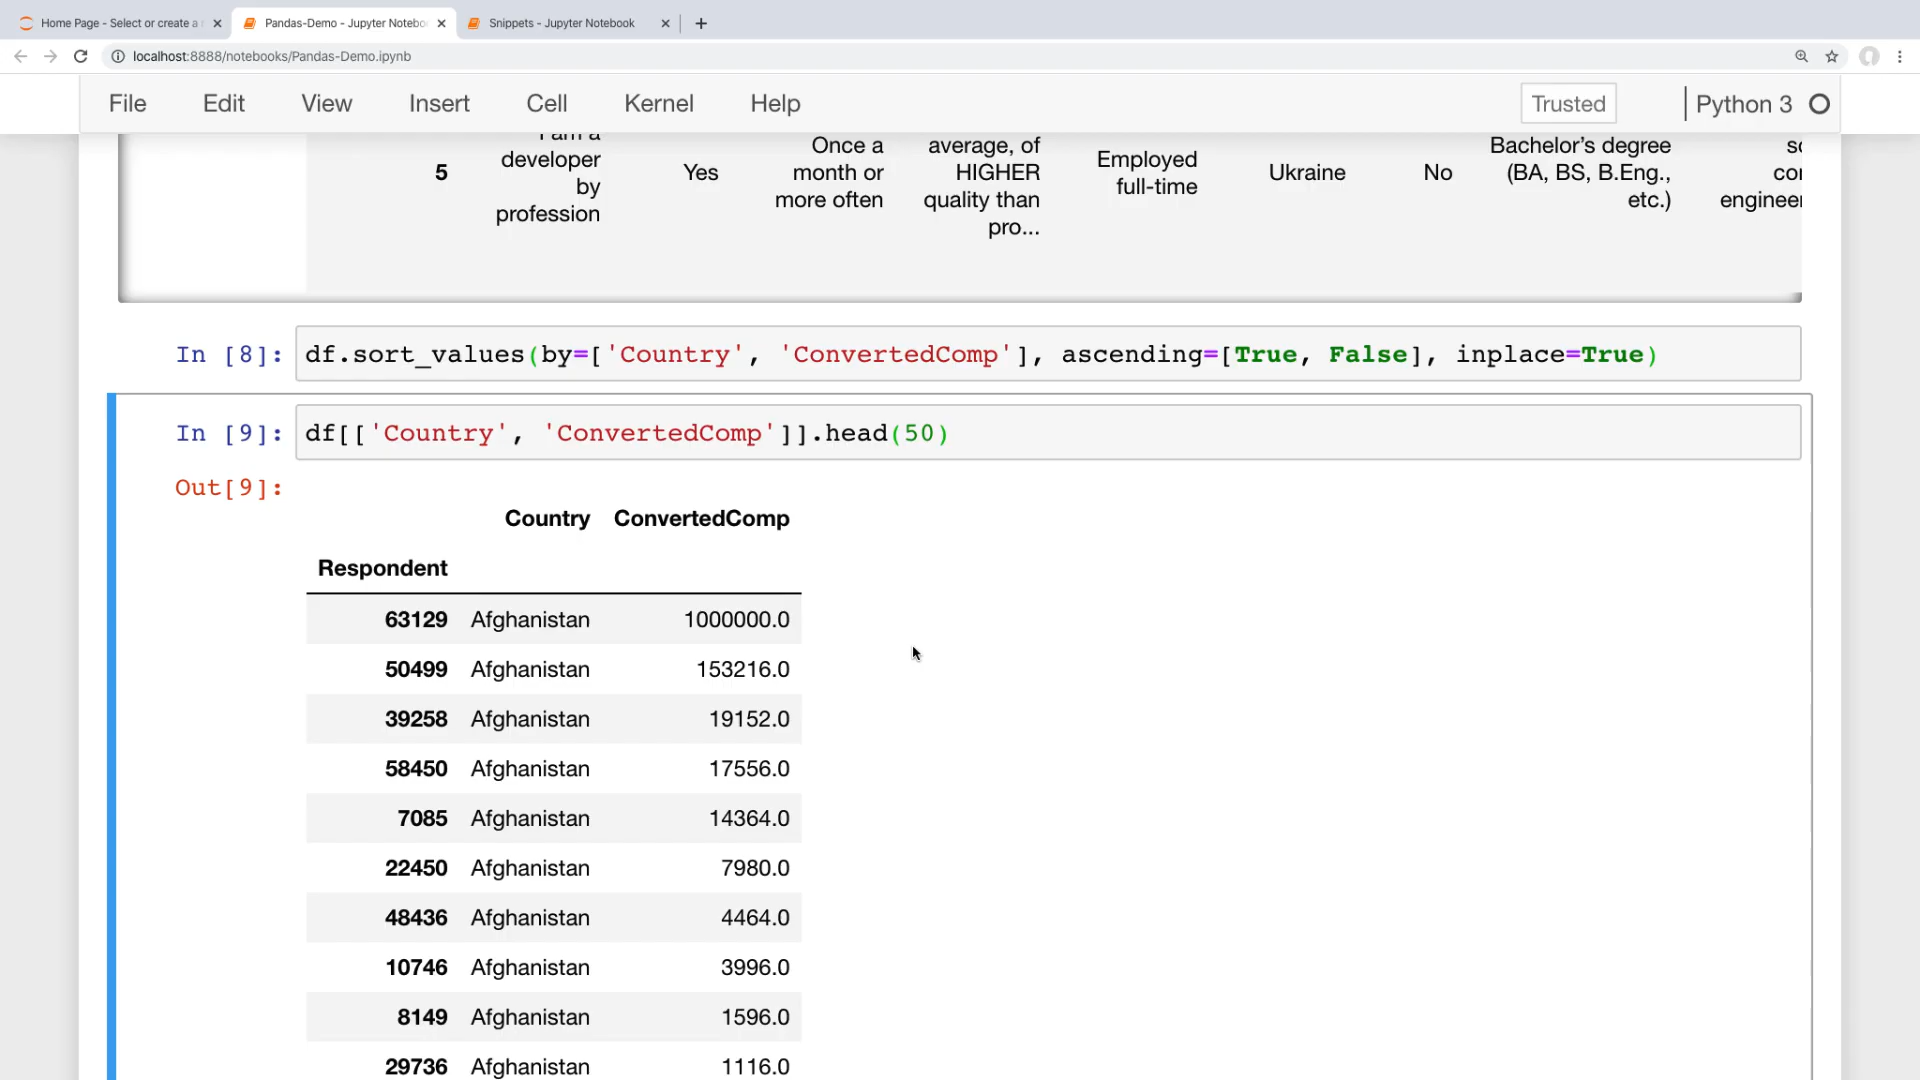 Home Page - Select or create a
Pandas-Demo - Jupyter Notebo
Snippets - Jupyter Notebook
localhost:8888/notebooks/Pandas-Demo.ipynb
File Edit View Insert Cell Kernel Help Trusted Python 3
5 I am a developer by profession Yes Once a month or more often average, of HIGHER quality than pro... Employed full-time Ukraine No Bachelor’s degree (BA, BS, B.Eng., etc.)
In [8]: df.sort_values(by=['Country', 'ConvertedComp'], ascending=[True, False], inplace=True)
In [9]: df[['Country', 'ConvertedComp']].head(50)
Out[9]:
Country ConvertedComp
Respondent
63129 Afghanistan 1000000.0
50499 Afghanistan 153216.0
39258 Afghanistan 19152.0
58450 Afghanistan 17556.0
7085 Afghanistan 14364.0
22450 Afghanistan 7980.0
48436 Afghanistan 4464.0
10746 Afghanistan 3996.0
8149 Afghanistan 1596.0
29736 Afghanistan 1116.0